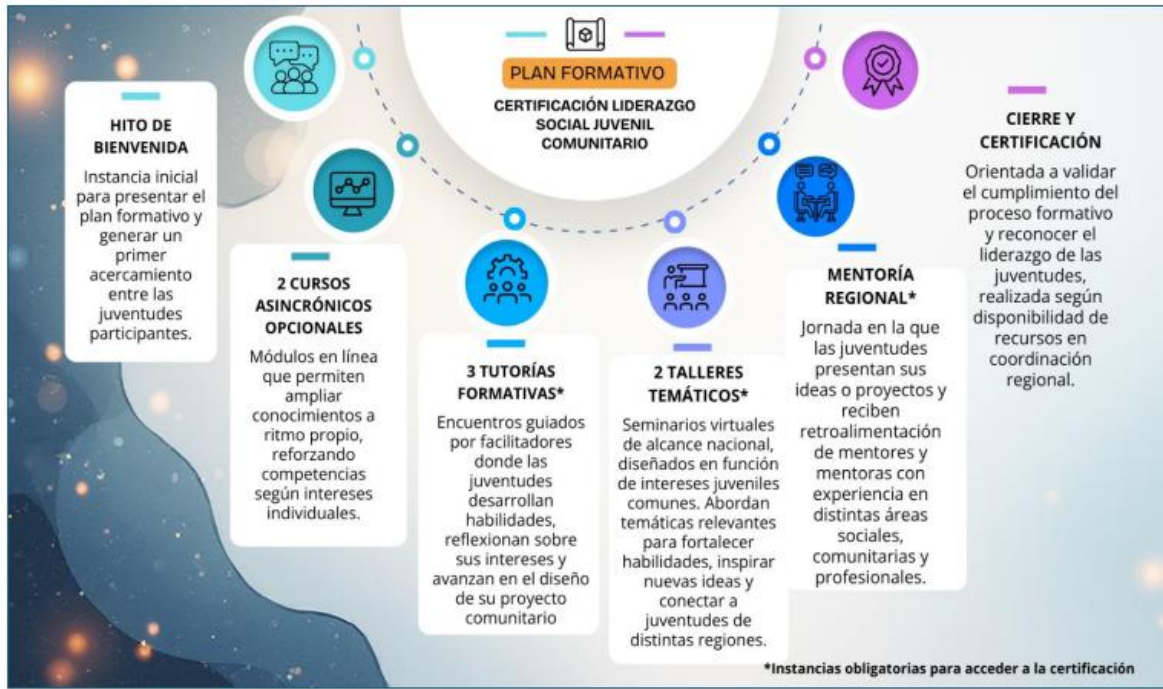 PLAN FORMATIVO
CERTIFICACIÓN LIDERAZGO
SOCIAL JUVENIL
COMUNITARIO
HITO DE
BIENVENIDA
Instancia inicial
para presentar el
plan formativo y
generar un
primer
acercamiento
entre las
juventudes
participantes.
2 CURSOS
ASINCRÓNICOS
OPCIONALES
Módulos en línea
que permiten
ampliar
conocimientos a
ritmo propio,
reforzando
competencias
según intereses
individuales.
3 TUTORÍAS
FORMATIVAS*
Encuentros guiados
por facilitadores
donde las
juventudes
desarrollan
habilidades,
reflexionan sobre
sus intereses y
avanzan en el diseño
de su proyecto
comunitario
2 TALLERES
TEMÁTICOS*
Seminarios virtuales
de alcance nacional,
diseñados en función
de intereses juveniles
comunes. Abordan
temáticas relevantes
para fortalecer
habilidades, inspirar
nuevas ideas y
conectar a
juventudes de
distintas regiones.
MENTORÍA
REGIONAL*
Jornada en la que
las juventudes
presentan sus
ideas o proyectos y
reciben
retroalimentación
de mentores y
mentoras con
experiencia en
distintas áreas
sociales,
comunitarias y
profesionales.
CIERRE Y
CERTIFICACIÓN
Orientada a validar
el cumplimiento del
proceso formativo
y reconocer el
liderazgo de las
juventudes,
realizada según
disponibilidad de
recursos en
coordinación
regional.
*Instancias obligatorias para acceder a la certificación